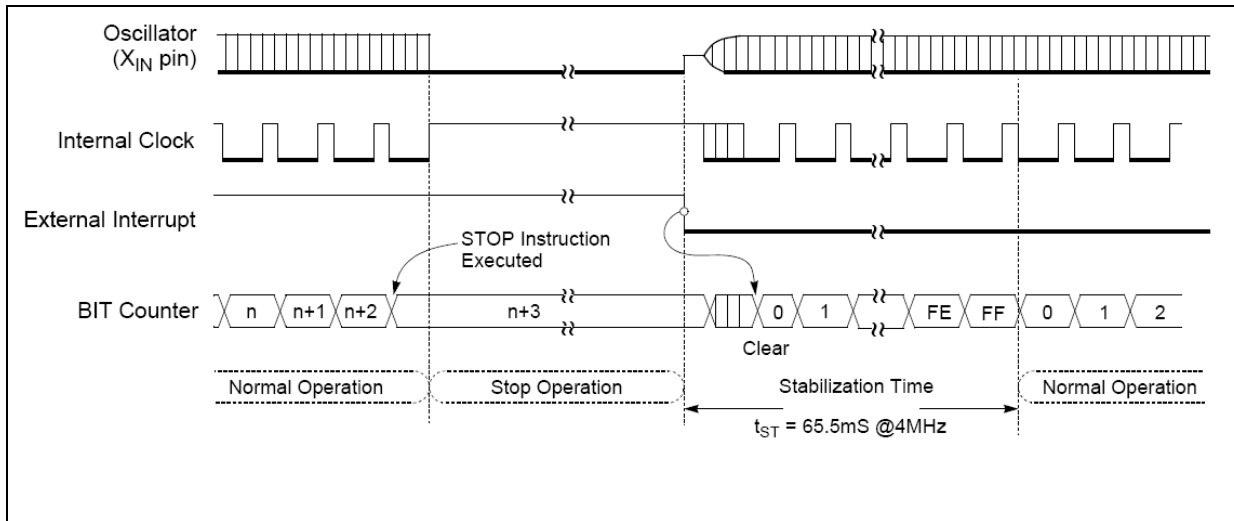 Oscillator
(XIN pin)
Internal Clock
External Interrupt
STOP Instruction
Executed
BIT Counter
n n+1 n+2 n+3 0 1 FE FF 0 1 2
Clear
Normal Operation Stop Operation Stabilization Time Normal Operation
tST = 65.5mS @4MHz